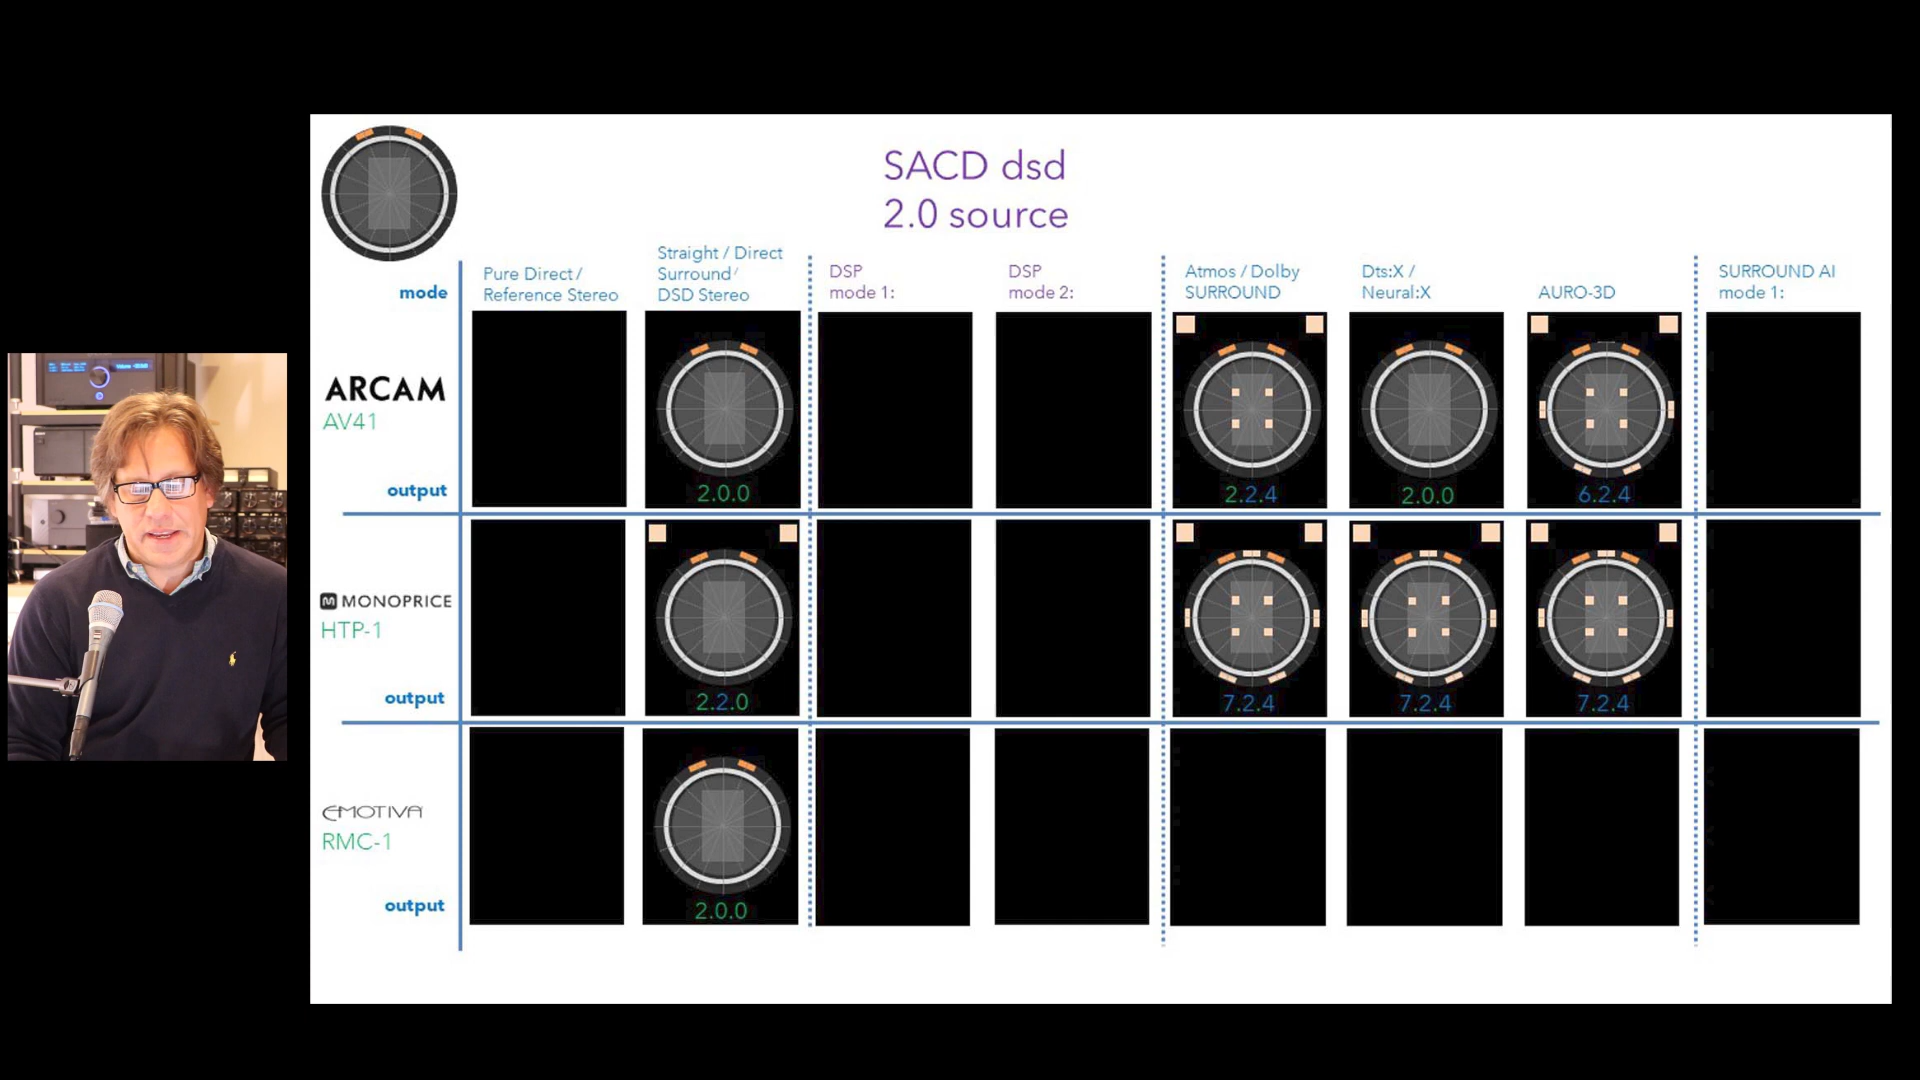 SACD dsd
2.0 source
mode
Pure Direct /
Reference Stereo
Straight / Direct
Surround /
DSD Stereo
DSP
mode 1:
DSP
mode 2:
Atmos / Dolby
SURROUND
Dts:X /
Neural:X
AURO-3D
SURROUND AI
mode 1:
ARCAM
AV41
output
2.0.0
2.2.4
2.0.0
6.2.4
MONOPRICE
HTP-1
output
2.2.0
7.2.4
7.2.4
7.2.4
EMOTIVA
RMC-1
output
2.0.0